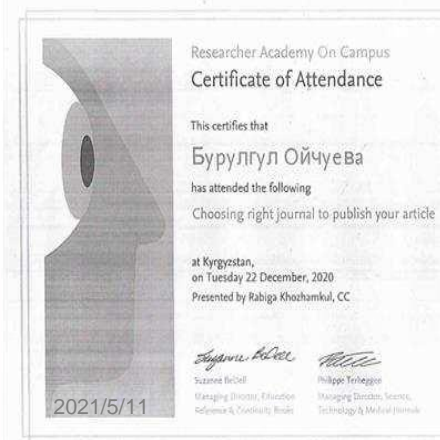 Researcher Academy On Campus
Certificate of Attendance
This certifies that
Бурулгул Ойчуева
has attended the following
Choosing right journal to publish your article
at Kyrgyzstan,
on Tuesday 22 December, 2020
Presented by Rabiga Khozhamkul, CC
Suzanne BeDell
Philippe Terheggen
Managing Director, Education
Reference & Continuity Books
Managing Director, Science,
Technology & Medical Journals
2021/5/11